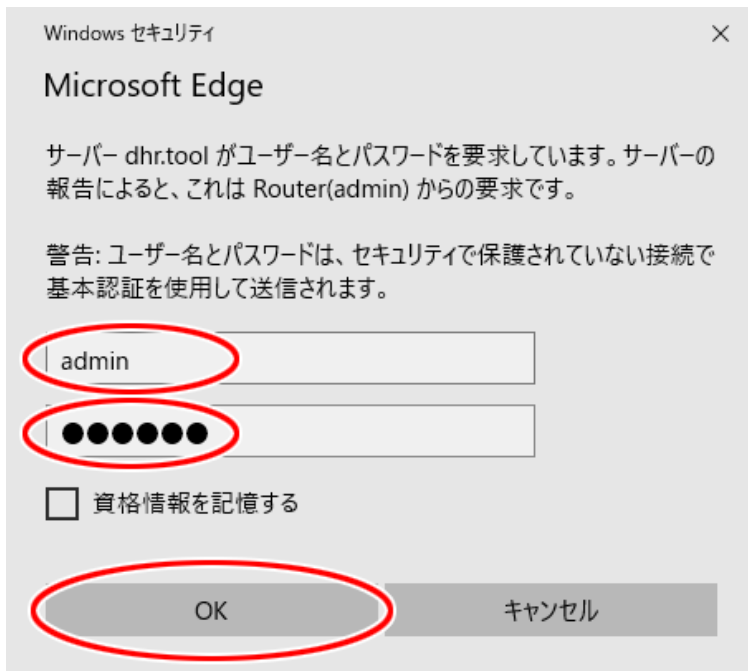 Windows セキュリティ
Microsoft Edge
サーバー dhr.tool がユーザー名とパスワードを要求しています。サーバーの
報告によると、これは Router(admin) からの要求です。
警告: ユーザー名とパスワードは、セキュリティで保護されていない接続で
基本認証を使用して送信されます。
admin
●●●●●●
資格情報を記憶する
OK
キャンセル